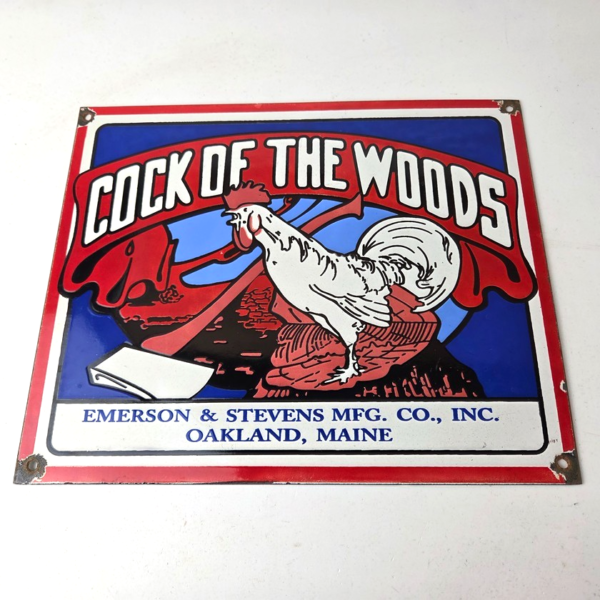 COCK OF THE WOODS
EMERSON & STEVENS MFG. CO., INC.
OAKLAND, MAINE